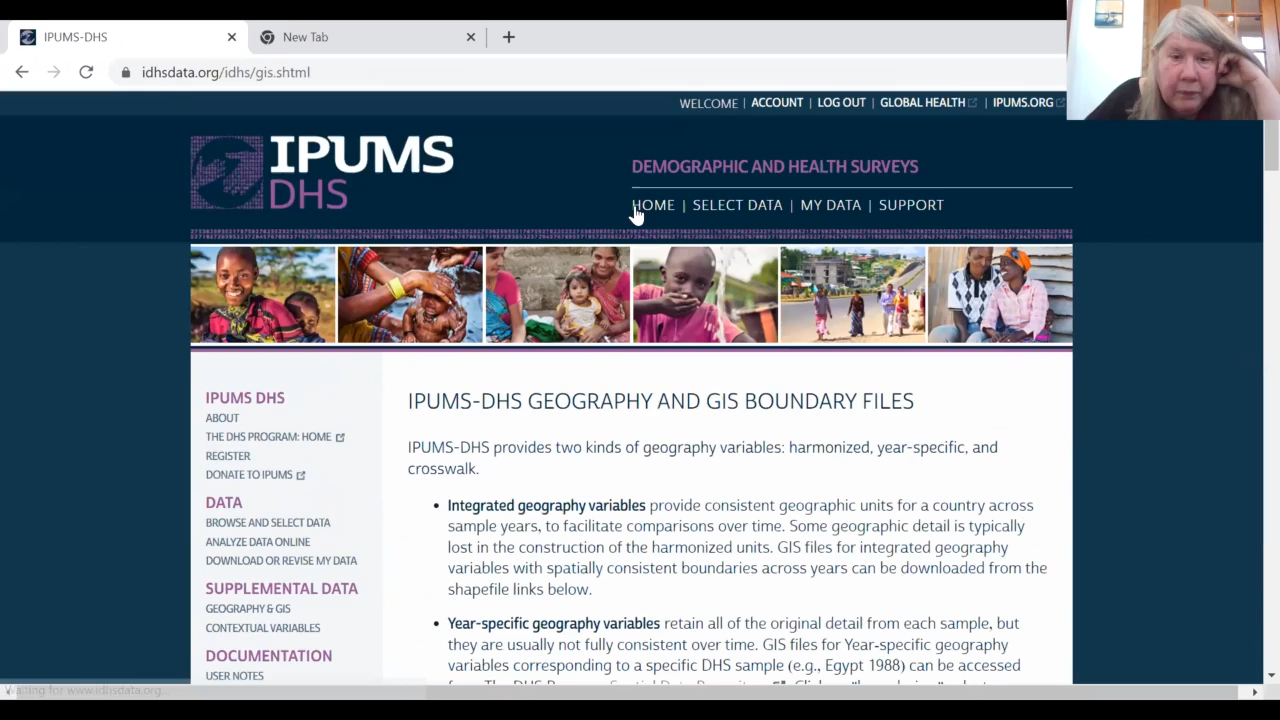 IPUMS-DHS
New Tab
idhsdata.org/idhs/gis.shtml
WELCOME | ACCOUNT | LOG OUT | GLOBAL HEALTH | IPUMS.ORG
IPUMS
DHS
DEMOGRAPHIC AND HEALTH SURVEYS
HOME | SELECT DATA | MY DATA | SUPPORT
IPUMS DHS
ABOUT
THE DHS PROGRAM: HOME
REGISTER
DONATE TO IPUMS
DATA
BROWSE AND SELECT DATA
ANALYZE DATA ONLINE
DOWNLOAD OR REVISE MY DATA
SUPPLEMENTAL DATA
GEOGRAPHY & GIS
CONTEXTUAL VARIABLES
DOCUMENTATION
USER NOTES
IPUMS-DHS GEOGRAPHY AND GIS BOUNDARY FILES
IPUMS-DHS provides two kinds of geography variables: harmonized, year-specific, and
crosswalk.
• Integrated geography variables provide consistent geographic units for a country across
sample years, to facilitate comparisons over time. Some geographic detail is typically
lost in the construction of the harmonized units. GIS files for integrated geography
variables with spatially consistent boundaries across years can be downloaded from the
shapefile links below.
• Year-specific geography variables retain all of the original detail from each sample, but
they are usually not fully consistent over time. GIS files for Year-specific geography
variables corresponding to a specific DHS sample (e.g., Egypt 1988) can be accessed
Waiting for www.idhsdata.org...